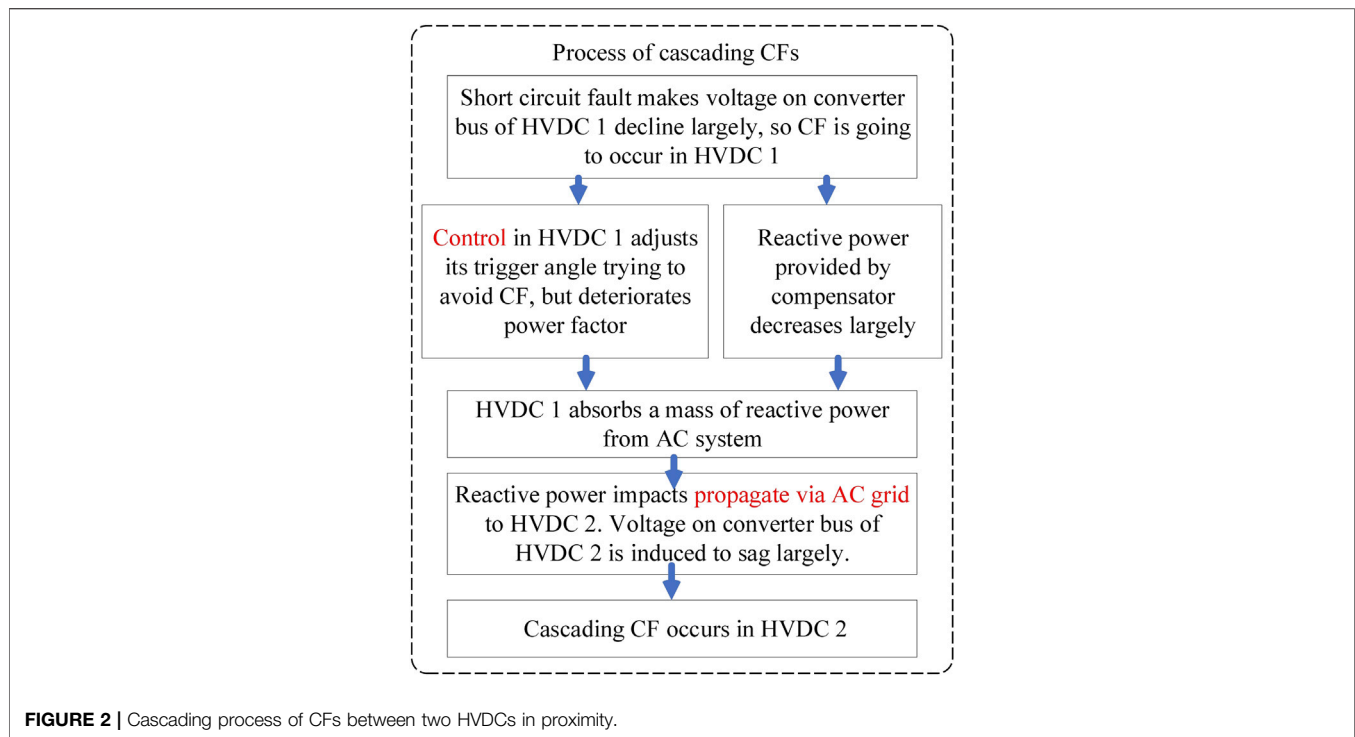 Process of cascading CFs
Short circuit fault makes voltage on converter
bus of HVDC 1 decline largely, so CF is going
to occur in HVDC 1
Control in HVDC 1 adjusts
its trigger angle trying to
avoid CF, but deteriorates
power factor
Reactive power
provided by
compensator
decreases largely
HVDC 1 absorbs a mass of reactive power
from AC system
Reactive power impacts propagate via AC grid
to HVDC 2. Voltage on converter bus of
HVDC 2 is induced to sag largely.
Cascading CF occurs in HVDC 2
FIGURE 2 | Cascading process of CFs between two HVDCs in proximity.